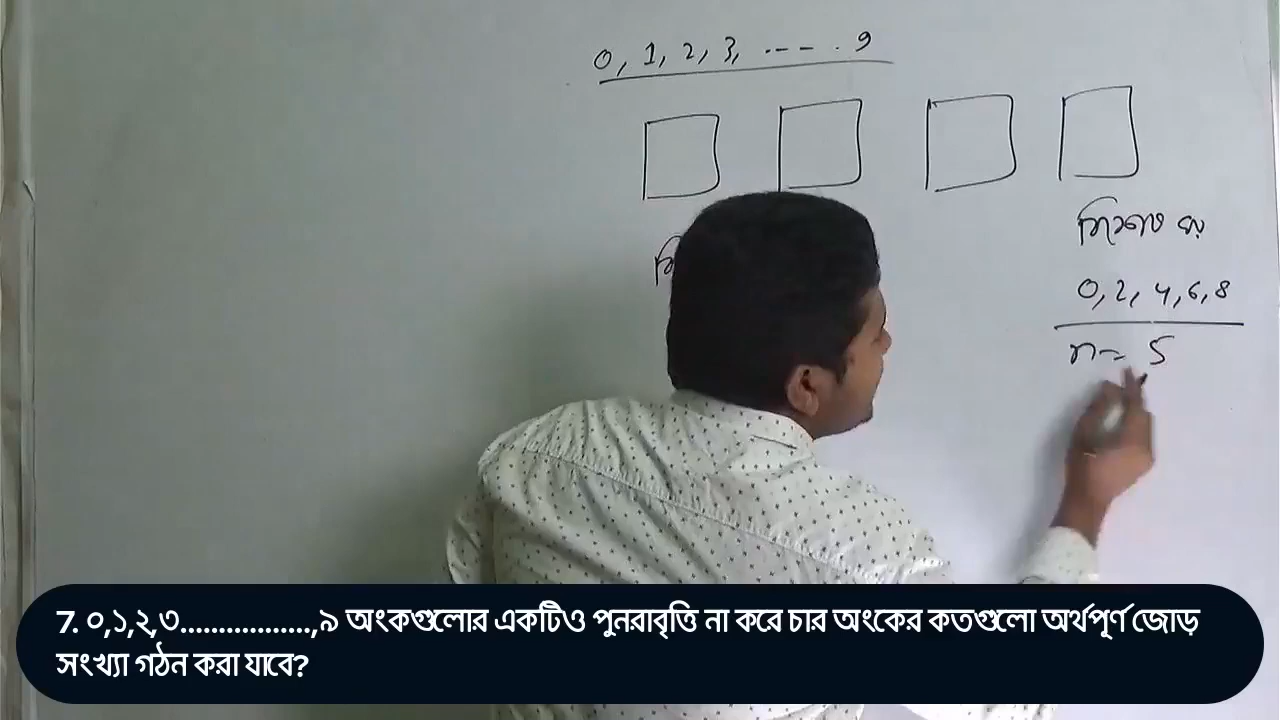 0, 1, 2, 3, ---- . 9
0, 2, 4, 6, 8
n = 5
7. ০,১,২,৩.................,৯ অংকগুলোর একটিও পুনরাবৃত্তি না করে চার অংকের কতগুলো অর্থপূর্ণ জোড়
সংখ্যা গঠন করা যাবে?